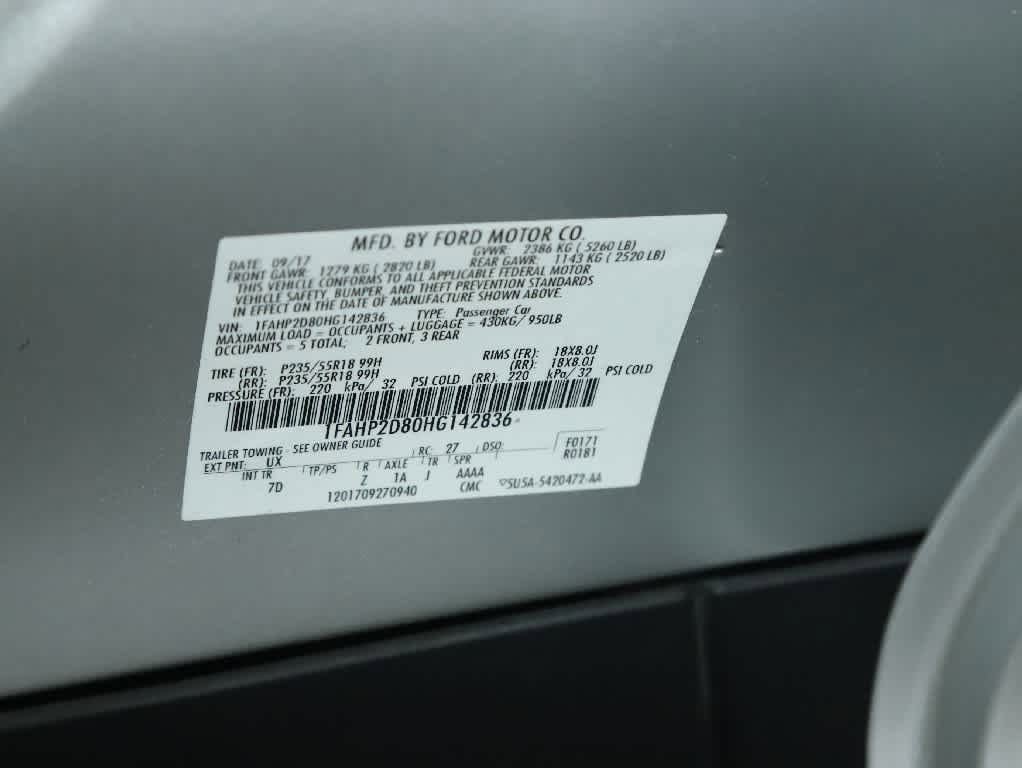 MFD. BY FORD MOTOR CO.
DATE: 09/17 GVWR: 2386 KG ( 5260 LB)
FRONT GAWR: 1279 KG ( 2820 LB) REAR GAWR: 1143 KG ( 2520 LB)
THIS VEHICLE CONFORMS TO ALL APPLICABLE FEDERAL MOTOR
VEHICLE SAFETY, BUMPER, AND THEFT PREVENTION STANDARDS
IN EFFECT ON THE DATE OF MANUFACTURE SHOWN ABOVE.
VIN: 1FAHP2D80HG142836 TYPE: Passenger Car
MAXIMUM LOAD = OCCUPANTS + LUGGAGE = 430KG/ 950LB
OCCUPANTS = 5 TOTAL; 2 FRONT, 3 REAR
TIRE (FR): P235/55R18 99H RIMS (FR): 18X8.0J
(RR): P235/55R18 99H (RR): 18X8.0J
PRESSURE (FR): 220 kPa/ 32 PSI COLD (RR): 220 kPa/ 32 PSI COLD
1FAHP2D80HG142836
TRAILER TOWING - SEE OWNER GUIDE
EXT PNT: UX RC: 27 DSO: F0171
R0181
INT TR TP/PS R AXLE TR SPR
7D Z 1A J AAAA
1201709270940 CMC 5U5A-5420472-AA